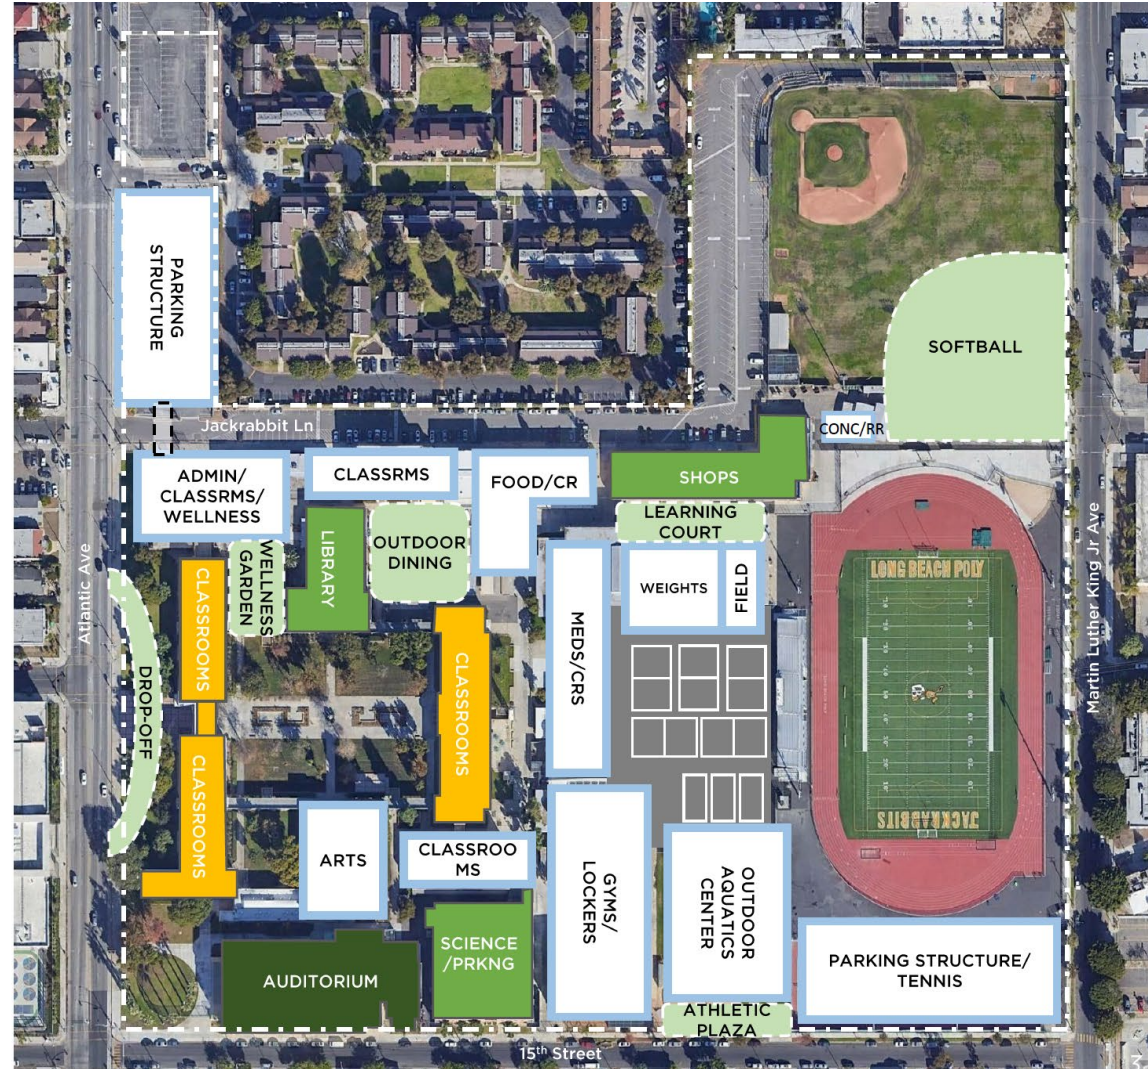 PARKING
STRUCTURE
SOFTBALL
Jackrabbit Ln
CONC/RR
ADMIN/
CLASSRMS/
WELLNESS
CLASSRMS
FOOD/CR
SHOPS
LEARNING
COURT
WELLNESS
GARDEN
LIBRARY
OUTDOOR
DINING
WEIGHTS
FIELD
LONG BEACH POLY
Atlantic Ave
CLASSROOMS
MEDS/CRS
Martin Luther King Jr Ave
DROP-OFF
CLASSROOMS
CLASSROOMS
JACKRABBITS
ARTS
CLASSROO
MS
GYMS/
LOCKERS
OUTDOOR
AQUATICS
CENTER
SCIENCE
/PRKNG
AUDITORIUM
PARKING STRUCTURE/
TENNIS
ATHLETIC
PLAZA
15th Street